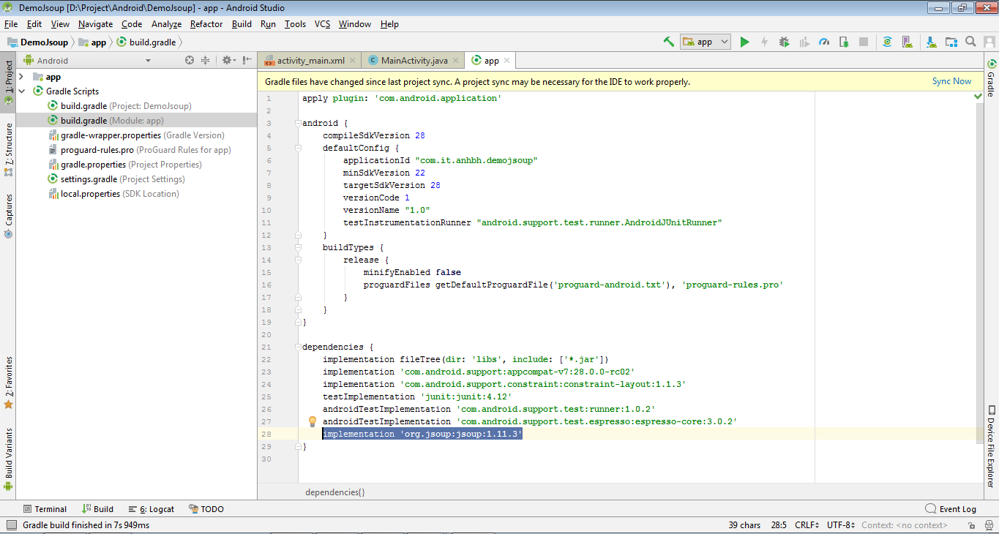 DemoJsoup [D:\Project\Android\DemoJsoup] - app - Android Studio
File Edit View Navigate Code Analyze Refactor Build Run Tools VCS Window Help
DemoJsoup app build.gradle app
1: Project
7: Structure
Captures
2: Favorites
Build Variants
Android
app
Gradle Scripts
build.gradle (Project: DemoJsoup)
build.gradle (Module: app)
gradle-wrapper.properties (Gradle Version)
proguard-rules.pro (ProGuard Rules for app)
gradle.properties (Project Properties)
settings.gradle (Project Settings)
local.properties (SDK Location)
activity_main.xml MainActivity.java app
Gradle files have changed since last project sync. A project sync may be necessary for the IDE to work properly. Sync Now
1 apply plugin: 'com.android.application'
2
3 android {
4 compileSdkVersion 28
5 defaultConfig {
6 applicationId "com.it.anhbh.demojsoup"
7 minSdkVersion 22
8 targetSdkVersion 28
9 versionCode 1
10 versionName "1.0"
11 testInstrumentationRunner "android.support.test.runner.AndroidJUnitRunner"
12 }
13 buildTypes {
14 release {
15 minifyEnabled false
16 proguardFiles getDefaultProguardFile('proguard-android.txt'), 'proguard-rules.pro'
17 }
18 }
19 }
20
21 dependencies {
22 implementation fileTree(dir: 'libs', include: ['*.jar'])
23 implementation 'com.android.support:appcompat-v7:28.0.0-rc02'
24 implementation 'com.android.support.constraint:constraint-layout:1.1.3'
25 testImplementation 'junit:junit:4.12'
26 androidTestImplementation 'com.android.support.test:runner:1.0.2'
27 androidTestImplementation 'com.android.support.test.espresso:espresso-core:3.0.2'
28 implementation 'org.jsoup:jsoup:1.11.3'
29 }
30
dependencies{}
Gradle
Device File Explorer
Terminal Build 6: Logcat TODO Event Log
Gradle build finished in 7s 949ms 39 chars 28:5 CRLF UTF-8 Context: <no context>